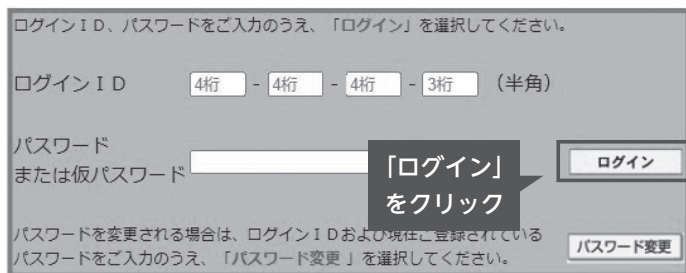 ログインＩＤ、パスワードをご入力のうえ、「ログイン」を選択してください。
ログインＩＤ 4桁 - 4桁 - 4桁 - 3桁 （半角）
パスワード
または仮パスワード
「ログイン」
をクリック
ログイン
パスワードを変更される場合は、ログインＩＤおよび現在ご登録されている
パスワードをご入力のうえ、「パスワード変更 」を選択してください。
パスワード変更